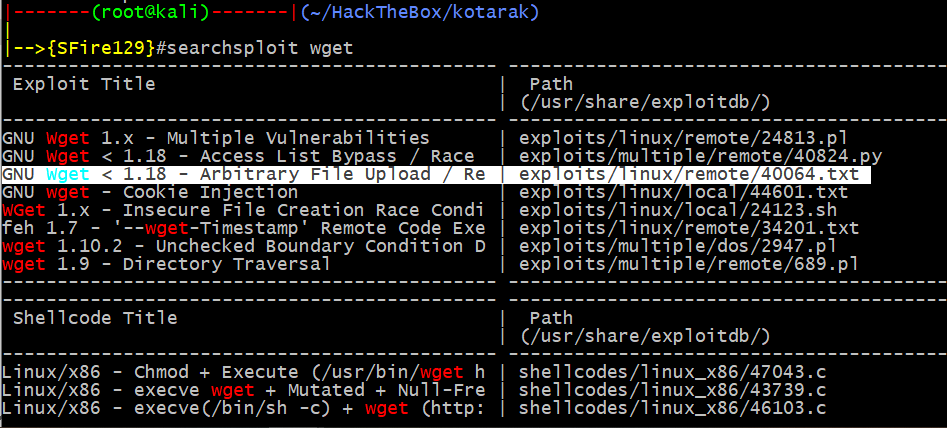 |-------(root@kali)-------|(~/HackTheBox/kotarak)
|
|-->{SFire129}#searchsploit wget
---------------------------------------------- ----------------------------------------
Exploit Title | Path
| (/usr/share/exploitdb/)
---------------------------------------------- ----------------------------------------
GNU Wget 1.x - Multiple Vulnerabilities | exploits/linux/remote/24813.pl
GNU Wget < 1.18 - Access List Bypass / Race | exploits/multiple/remote/40824.py
GNU Wget < 1.18 - Arbitrary File Upload / Re | exploits/linux/remote/40064.txt
GNU wget - Cookie Injection | exploits/linux/local/44601.txt
WGet 1.x - Insecure File Creation Race Condi | exploits/linux/local/24123.sh
feh 1.7 - '--wget-Timestamp' Remote Code Exe | exploits/linux/remote/34201.txt
wget 1.10.2 - Unchecked Boundary Condition D | exploits/multiple/dos/2947.pl
wget 1.9 - Directory Traversal | exploits/multiple/remote/689.pl
---------------------------------------------- ----------------------------------------
---------------------------------------------- ----------------------------------------
Shellcode Title | Path
| (/usr/share/exploitdb/)
---------------------------------------------- ----------------------------------------
Linux/x86 - Chmod + Execute (/usr/bin/wget h | shellcodes/linux_x86/47043.c
Linux/x86 - execve wget + Mutated + Null-Fre | shellcodes/linux_x86/43739.c
Linux/x86 - execve(/bin/sh -c) + wget (http: | shellcodes/linux_x86/46103.c